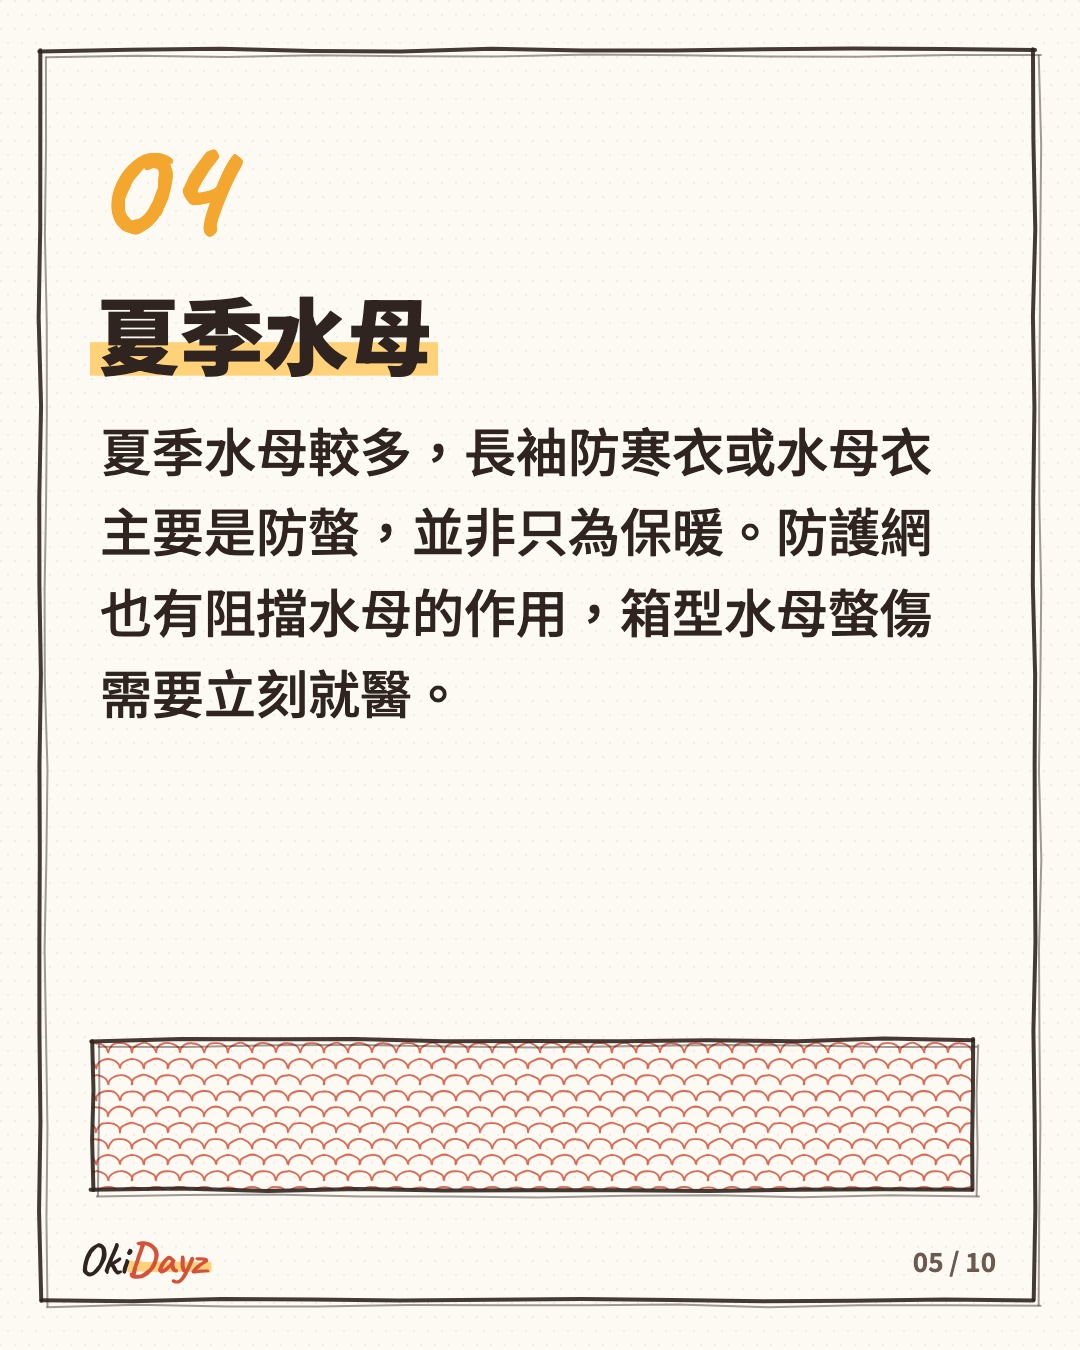 04
夏季水母
夏季水母較多，長袖防寒衣或水母衣
主要是防螫，並非只為保暖。防護網
也有阻擋水母的作用，箱型水母螫傷
需要立刻就醫。
OkiDayz
05 / 10